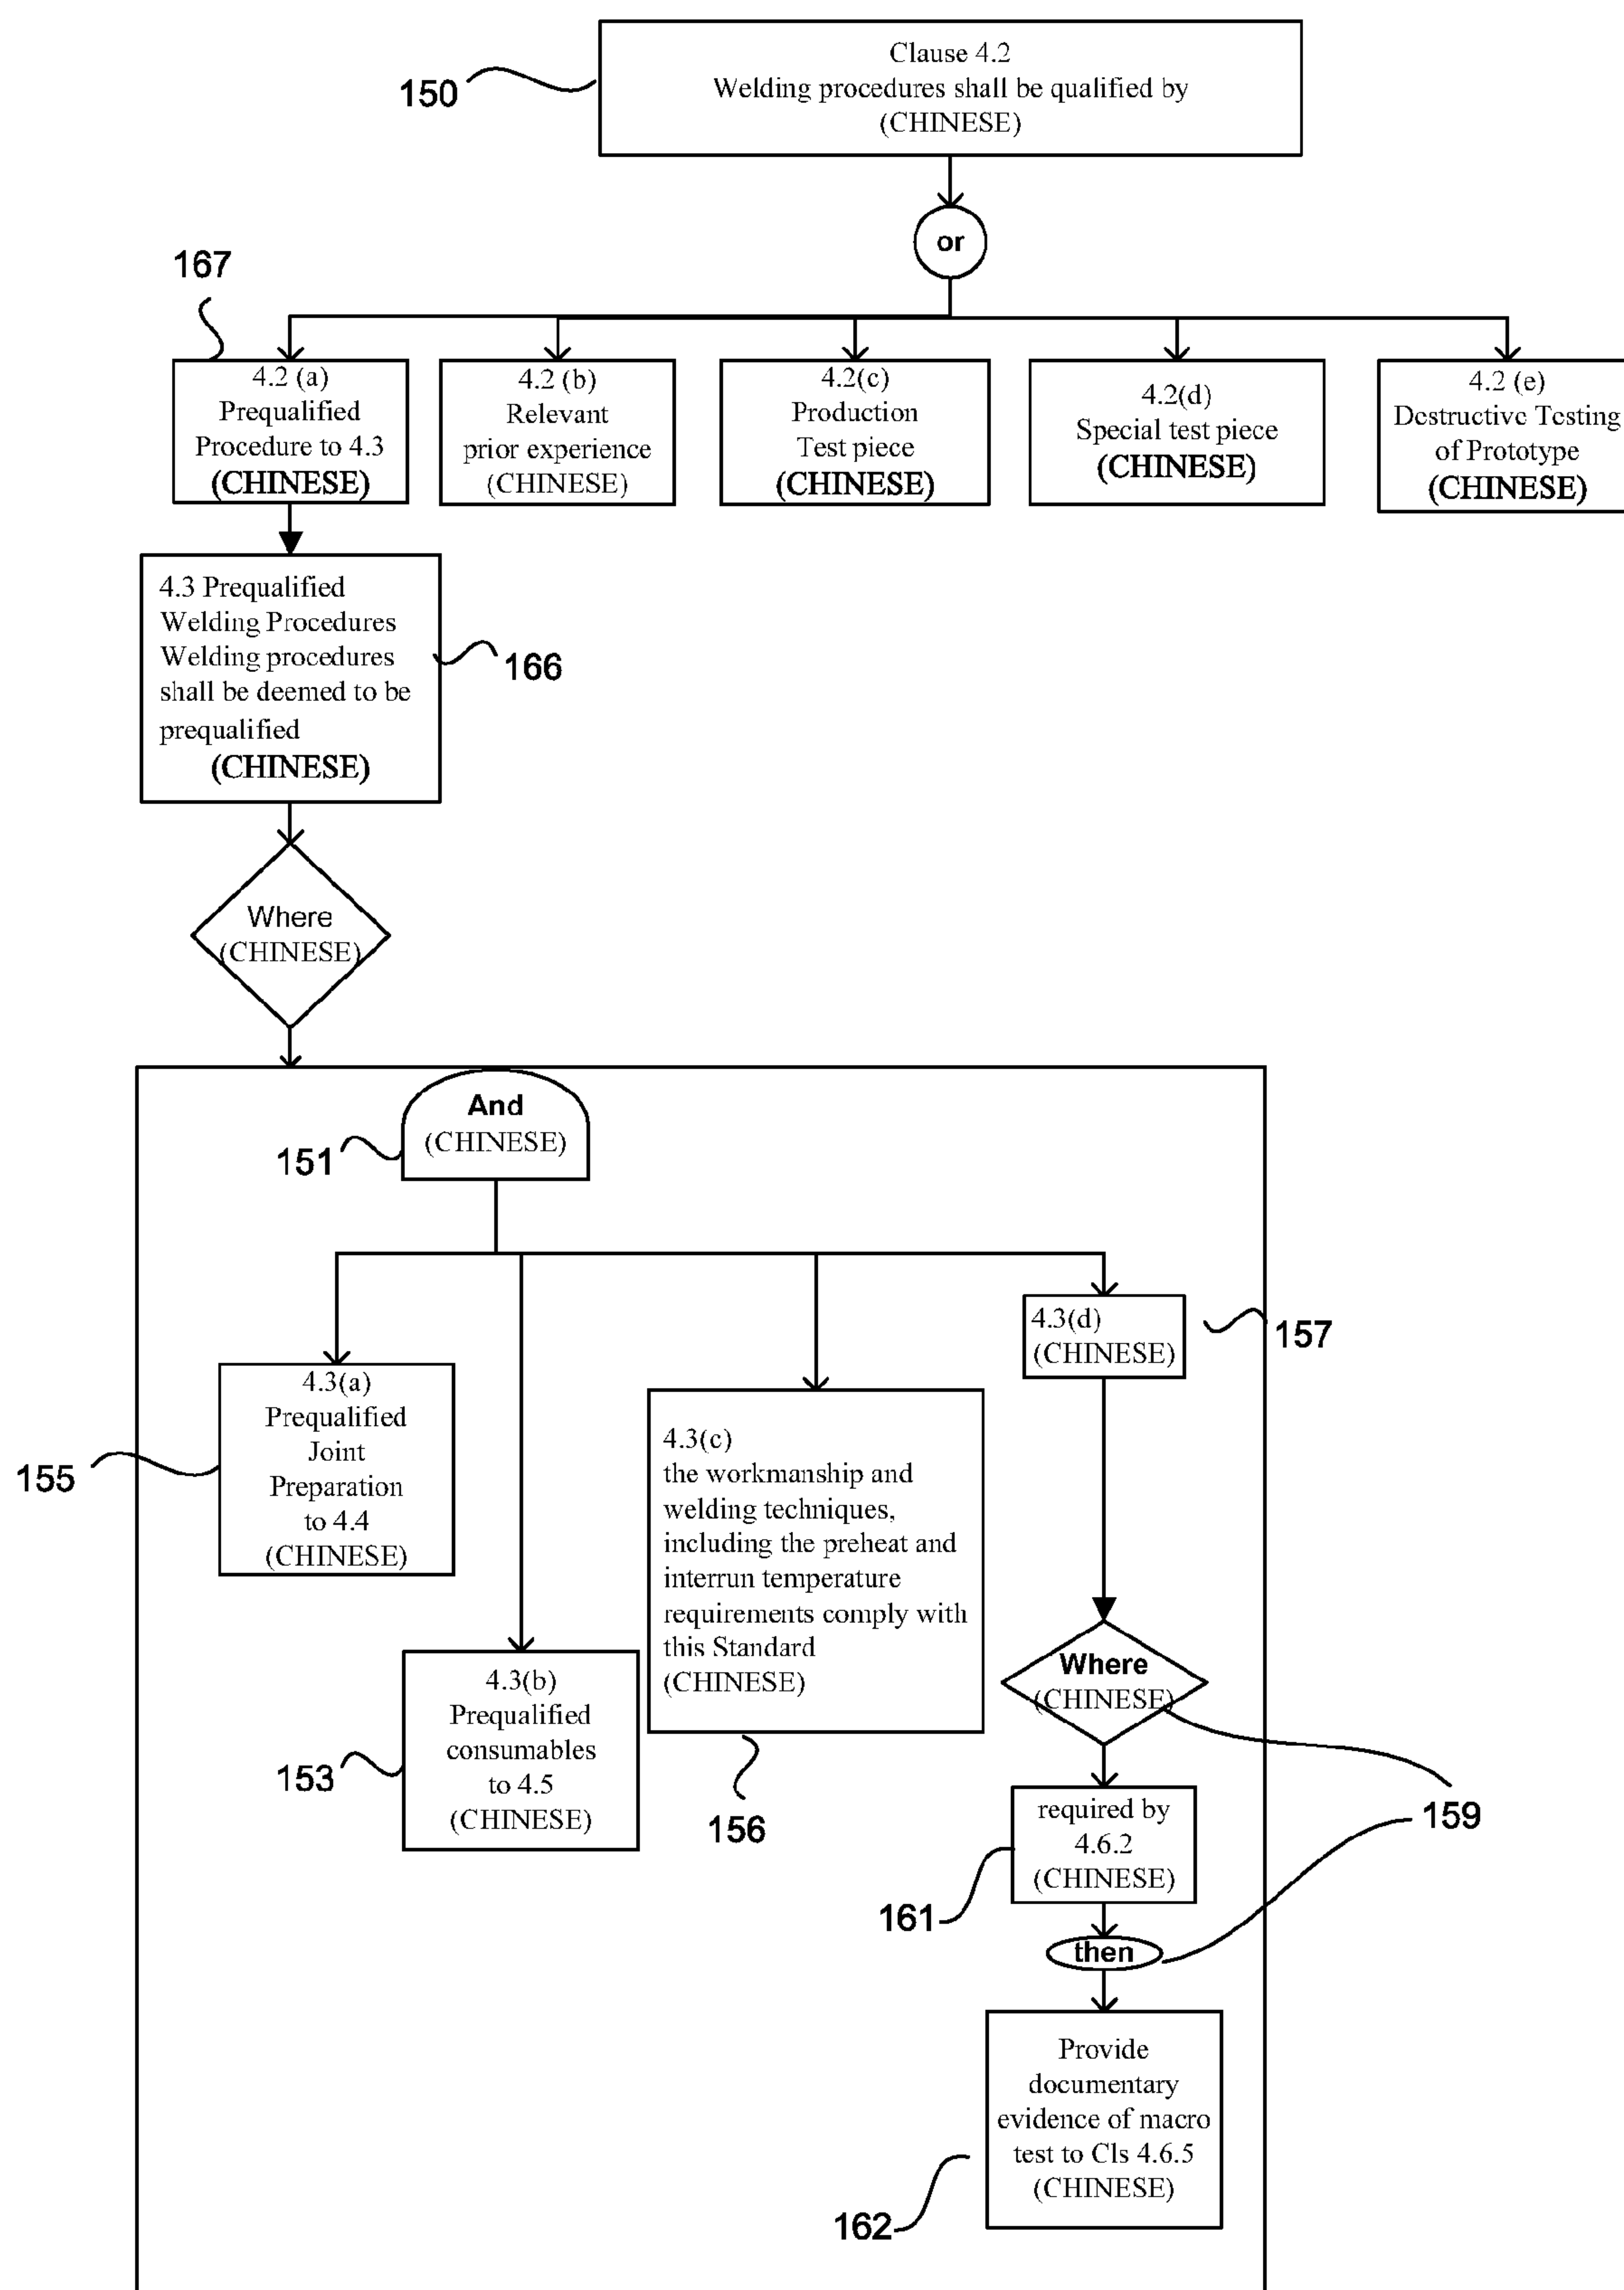 Clause 4.2
Welding procedures shall be qualified by
(CHINESE)
150
or
167
4.2 (a)
Prequalified
Procedure to 4.3
(CHINESE)
4.2 (b)
Relevant
prior experience
(CHINESE)
4.2(c)
Production
Test piece
(CHINESE)
4.2(d)
Special test piece
(CHINESE)
4.2 (e)
Destructive Testing
of Prototype
(CHINESE)
4.3 Prequalified
Welding Procedures
Welding procedures
shall be deemed to be
prequalified
(CHINESE)
166
Where
(CHINESE)
And
(CHINESE)
151
4.3(d)
(CHINESE)
157
4.3(a)
Prequalified
Joint
Preparation
to 4.4
(CHINESE)
155
4.3(c)
the workmanship and
welding techniques,
including the preheat and
interrun temperature
requirements comply with
this Standard
(CHINESE)
156
4.3(b)
Prequalified
consumables
to 4.5
(CHINESE)
153
Where
(CHINESE)
159
required by
4.6.2
(CHINESE)
161
then
Provide
documentary
evidence of macro
test to Cls 4.6.5
(CHINESE)
162